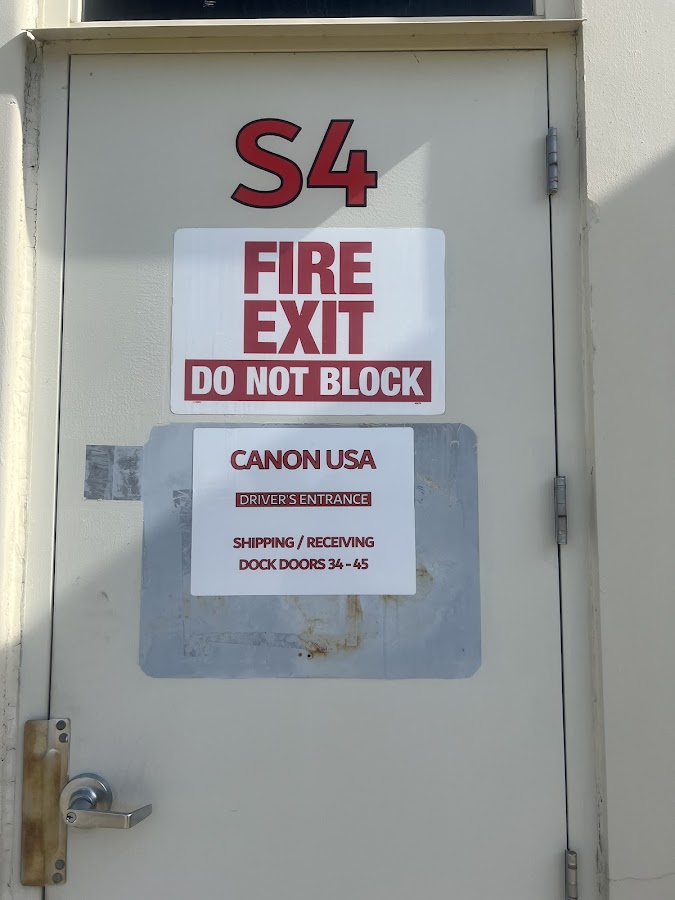 S4
FIRE
EXIT
DO NOT BLOCK
CANON USA
DRIVER'S ENTRANCE
SHIPPING / RECEIVING
DOCK DOORS 34 - 45